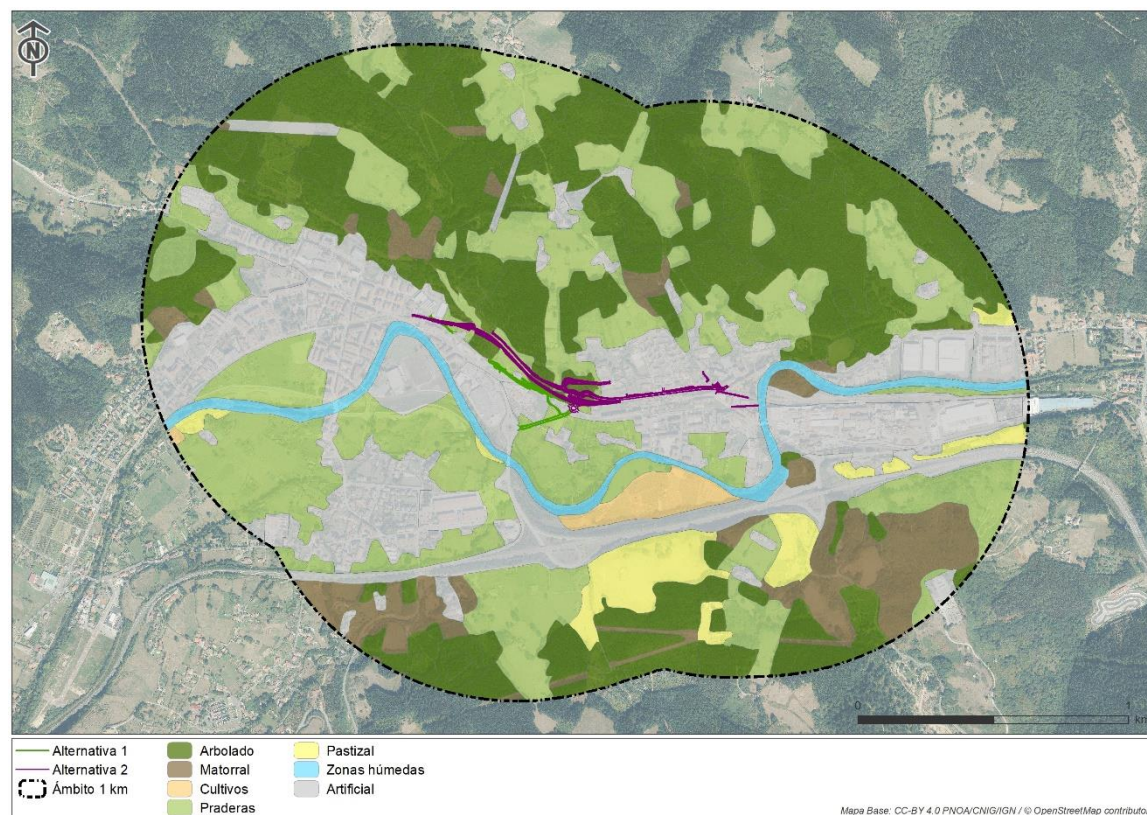 N
0
1
km
Alternativa 1
Alternativa 2
Ámbito 1 km
Arbolado
Matorral
Cultivos
Praderas
Pastizal
Zonas húmedas
Artificial
Mapa Base: CC-BY 4.0 PNOA/CNIG/IGN / © OpenStreetMap contributor